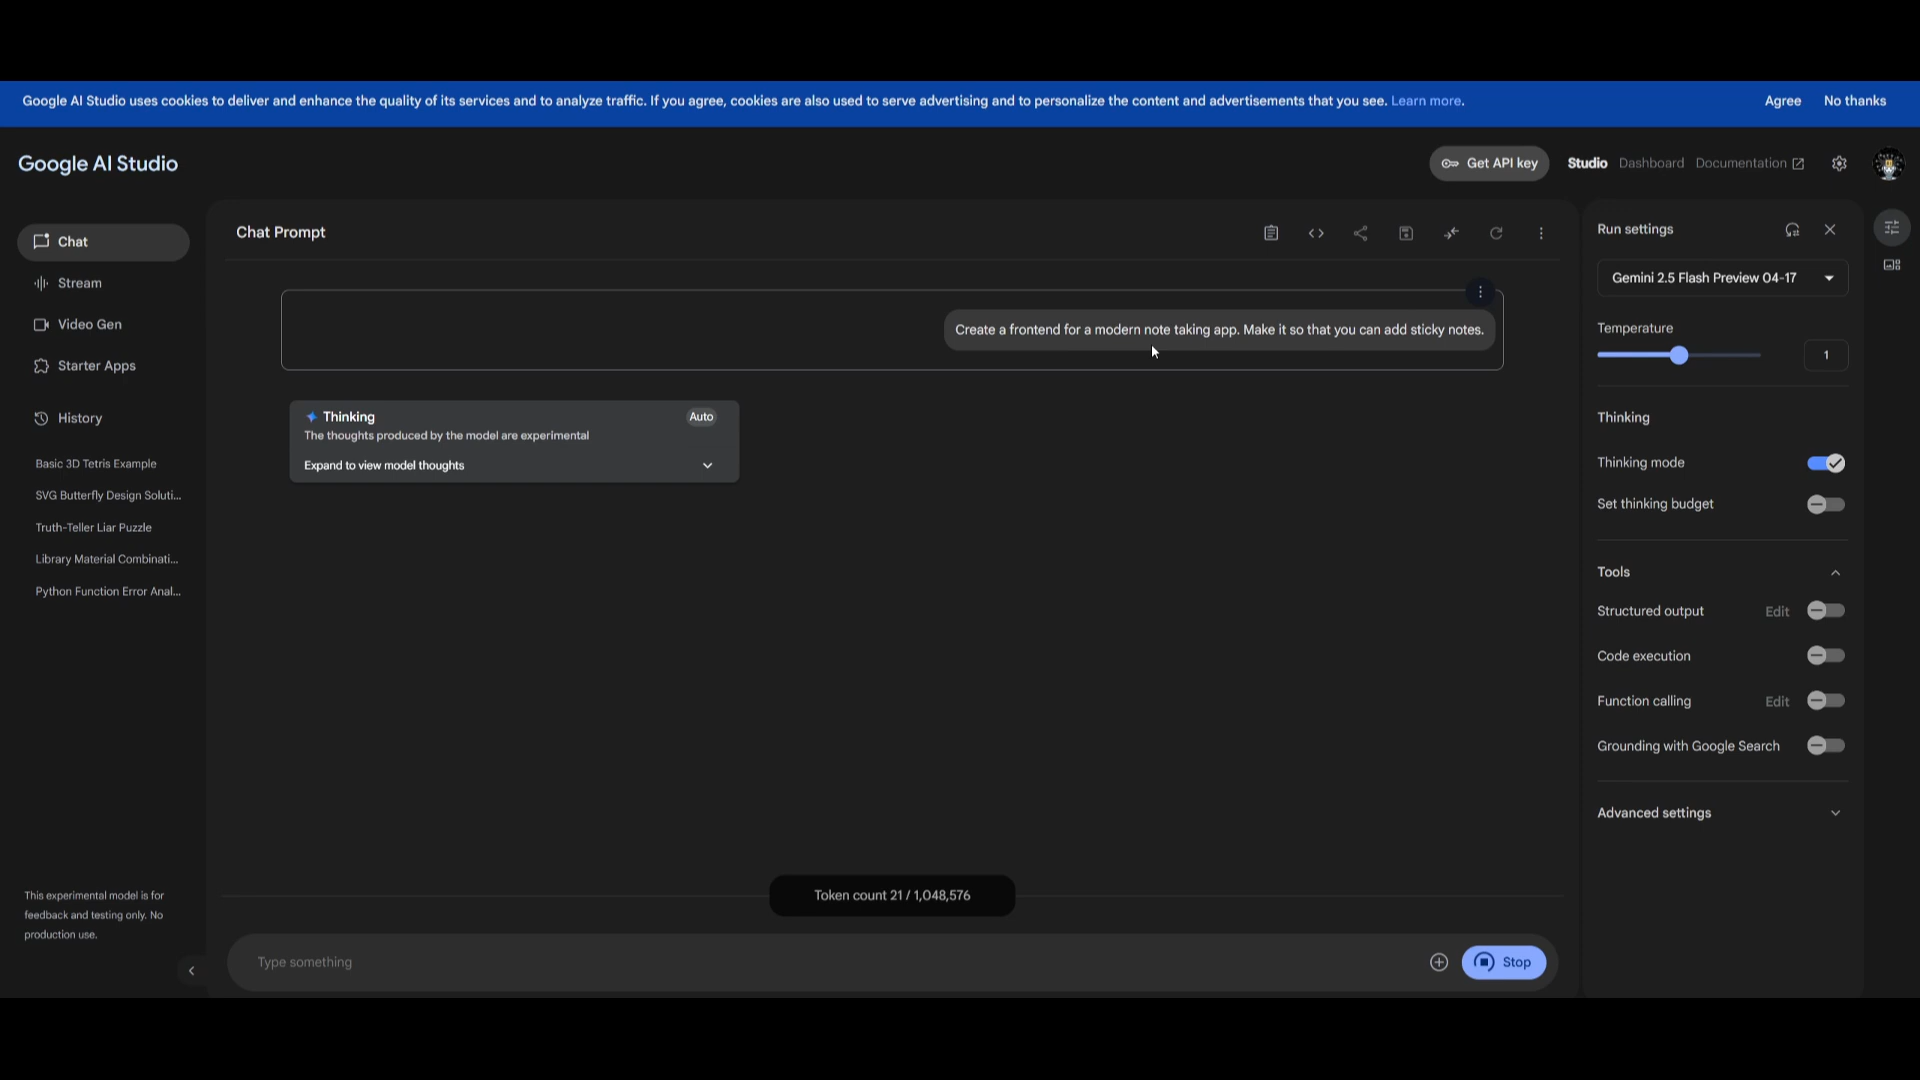 Google AI Studio uses cookies to deliver and enhance the quality of its services and to analyze traffic. If you agree, cookies are also used to serve advertising and to personalize the content and advertisements that you see. Learn more.
Agree
No thanks
Google AI Studio
Get API key
Studio
Dashboard
Documentation
Chat
Stream
Video Gen
Starter Apps
History
Basic 3D Tetris Example
SVG Butterfly Design Soluti...
Truth-Teller Liar Puzzle
Library Material Combinati...
Python Function Error Anal...
This experimental model is for
feedback and testing only. No
production use.
Chat Prompt
Create a frontend for a modern note taking app. Make it so that you can add sticky notes.
Thinking
Auto
The thoughts produced by the model are experimental
Expand to view model thoughts
Token count 21 / 1,048,576
Type something
Stop
Run settings
Gemini 2.5 Flash Preview 04-17
Temperature
1
Thinking
Thinking mode
Set thinking budget
Tools
Structured output
Edit
Code execution
Function calling
Edit
Grounding with Google Search
Advanced settings